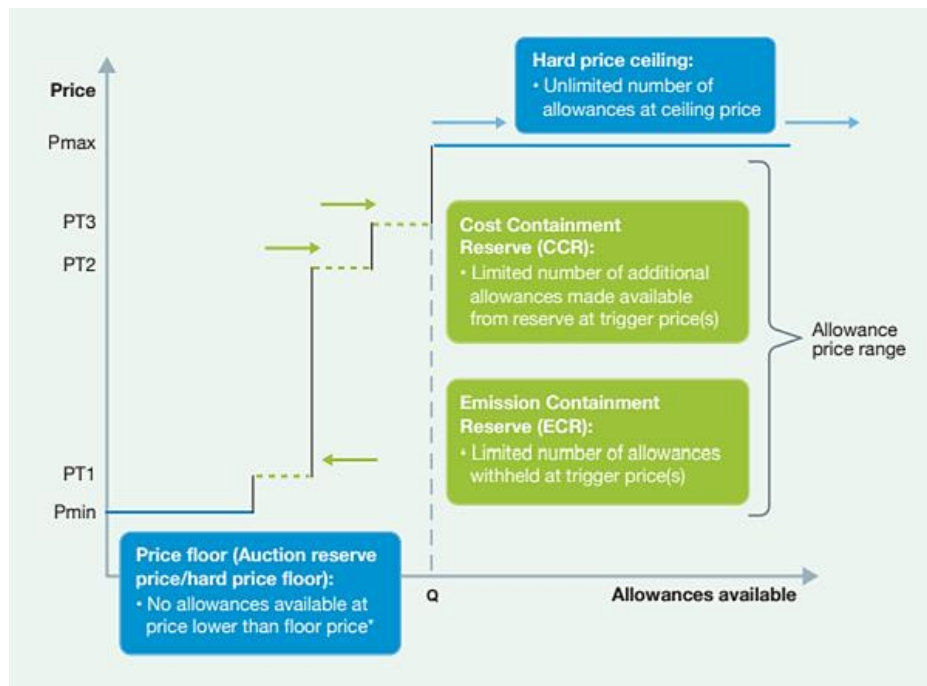 Hard price ceiling:
• Unlimited number of
allowances at ceiling price
Price
Pmax
PT3
PT2
Cost Containment
Reserve (CCR):
• Limited number of additional
allowances made available
from reserve at trigger price(s)
Allowance
price range
Emission Containment
Reserve (ECR):
• Limited number of allowances
withheld at trigger price(s)
PT1
Pmin
Price floor (Auction reserve
price/hard price floor):
• No allowances available at
price lower than floor price*
Q
Allowances available